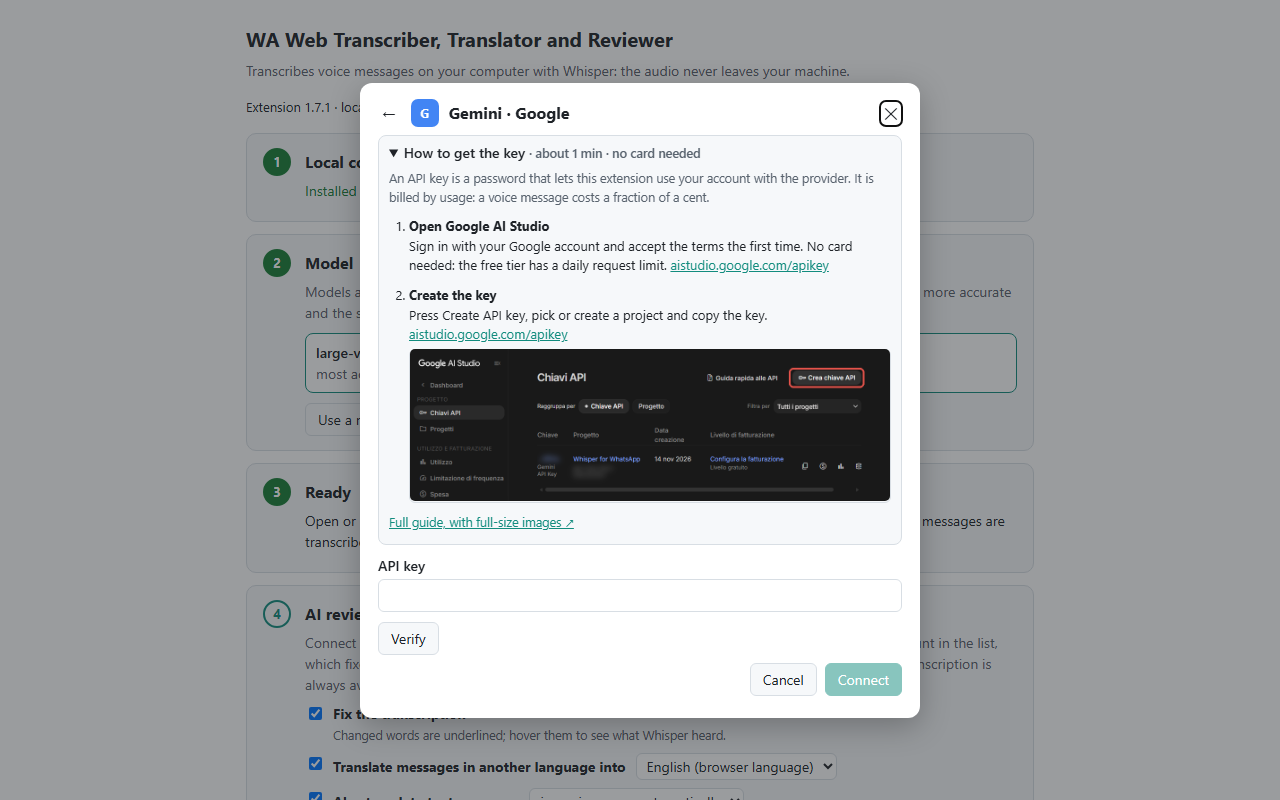 WA Web Transcriber, Translator and Reviewer
Transcribes voice messages on your computer with Whisper: the audio never leaves your machine.
Extension 1.7.1 · loca
1
Local co
Installed
2
Model
Models a
more accurate
and the s
large-v
most ac
Use a
3
Ready
Open or
messages are
transcrib
4
AI revie
Connect
nt in the list,
which fix
nscription is
always av
Fix the transcription
Changed words are underlined; hover them to see what Whisper heard.
Translate messages in another language into
English (browser language)
←
G
Gemini · Google
▼ How to get the key · about 1 min · no card needed
An API key is a password that lets this extension use your account with the provider. It is
billed by usage: a voice message costs a fraction of a cent.
1. Open Google AI Studio
Sign in with your Google account and accept the terms the first time. No card
needed: the free tier has a daily request limit. aistudio.google.com/apikey
2. Create the key
Press Create API key, pick or create a project and copy the key.
aistudio.google.com/apikey
Google AI Studio
Dashboard
PROGETTO
Chiavi API
Progetti
UTILIZZO E FATTURAZIONE
Utilizzo
Limitazione di frequenza
Spesa
Chiavi API
Guida rapida alle API
Crea chiave API
Raggruppa per
Chiave API
Progetto
Filtra per
Tutti i progetti
Chiave
Progetto
Data
creazione
Livello di fatturazione
Gemini
API Key
Whisper for WhatsApp
14 nov 2026
Configura la fatturazione
Livello gratuito
Full guide, with full-size images ↗
API key
Verify
Cancel
Connect